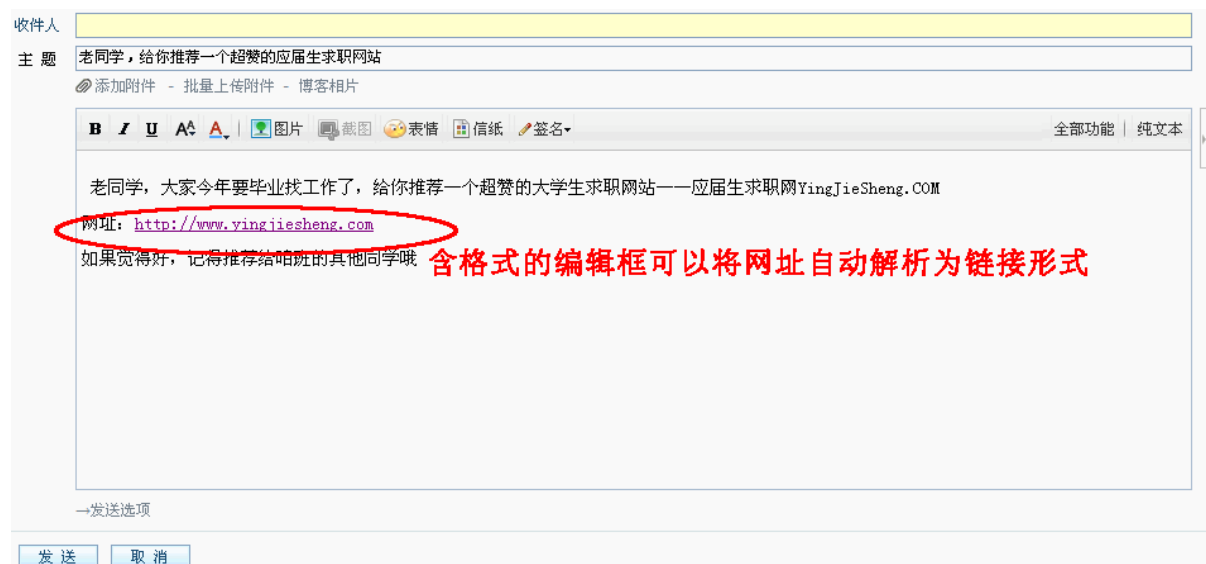 收件人
主 题 老同学，给你推荐一个超赞的应届生求职网站
添加附件 - 批量上传附件 - 博客相片
B I U AA A 图片 截图 表情 信纸 签名 全部功能 | 纯文本
老同学，大家今年要毕业找工作了，给你推荐一个超赞的大学生求职网站——应届生求职网YingJieSheng.COM
网址：http://www.yingjiesheng.com
如果觉得好，记得推荐给咱班的其他同学哦
含格式的编辑框可以将网址自动解析为链接形式
→发送选项
发 送 取 消